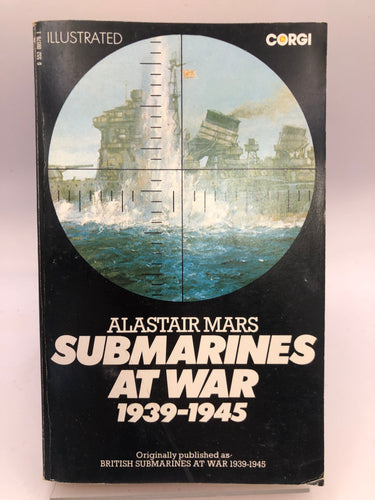 ILLUSTRATED
CORGI
ALASTAIR MARS
SUBMARINES
AT WAR
1939-1945
Originally published as-
BRITISH SUBMARINES AT WAR 1939-1945